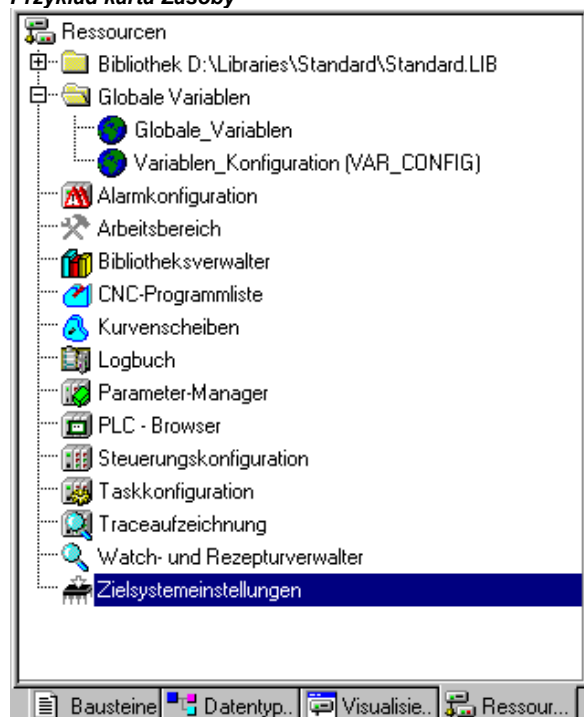 Przykład karta Zasoby
Ressourcen
Bibliothek D:\Libraries\Standard\Standard.LIB
Globale Variablen
Globale_Variablen
Variablen_Konfiguration (VAR_CONFIG)
Alarmkonfiguration
Arbeitsbereich
Bibliotheksverwalter
CNC-Programmliste
Kurvenscheiben
Logbuch
Parameter-Manager
PLC - Browser
Steuerungskonfiguration
Taskkonfiguration
Traceaufzeichnung
Watch- und Rezepturverwalter
Zielsystemeinstellungen
Bausteine Datentyp.. Visualisie.. Ressour...